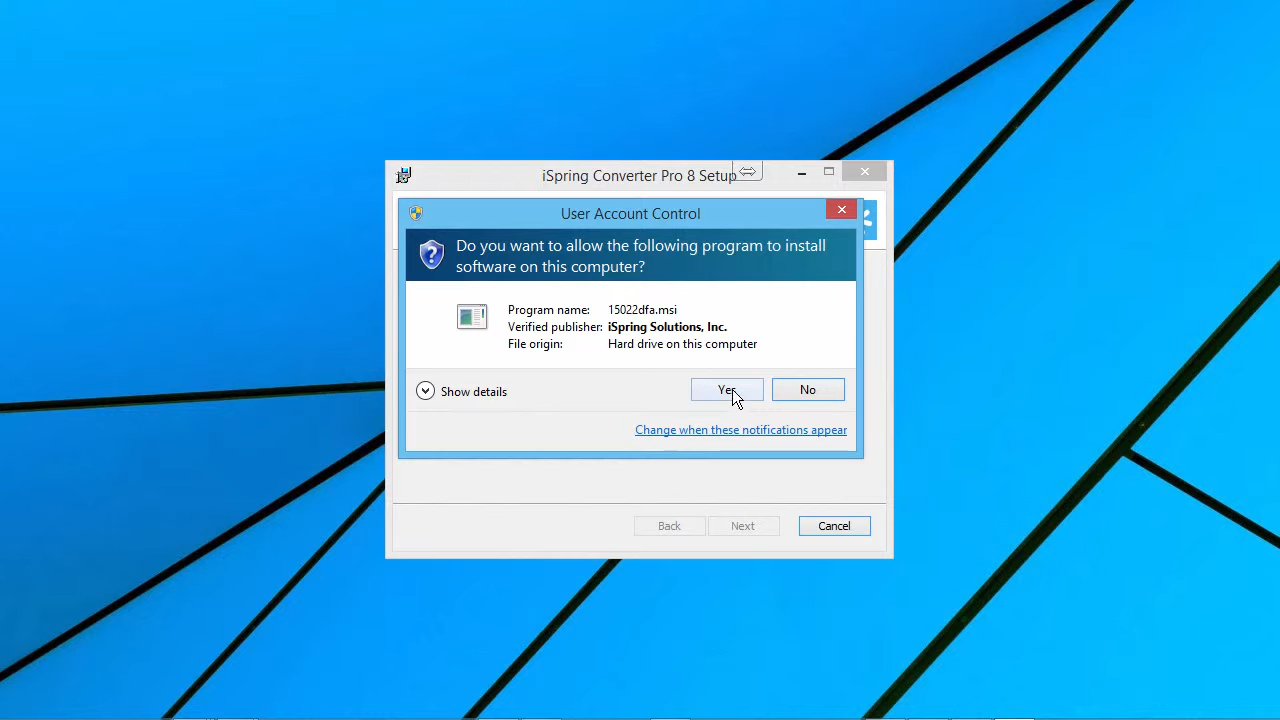 iSpring Converter Pro 8 Setup
User Account Control
Do you want to allow the following program to install
software on this computer?
Program name: 15022dfa.msi
Verified publisher: iSpring Solutions, Inc.
File origin: Hard drive on this computer
Show details
Yes
No
Change when these notifications appear
Back
Next
Cancel